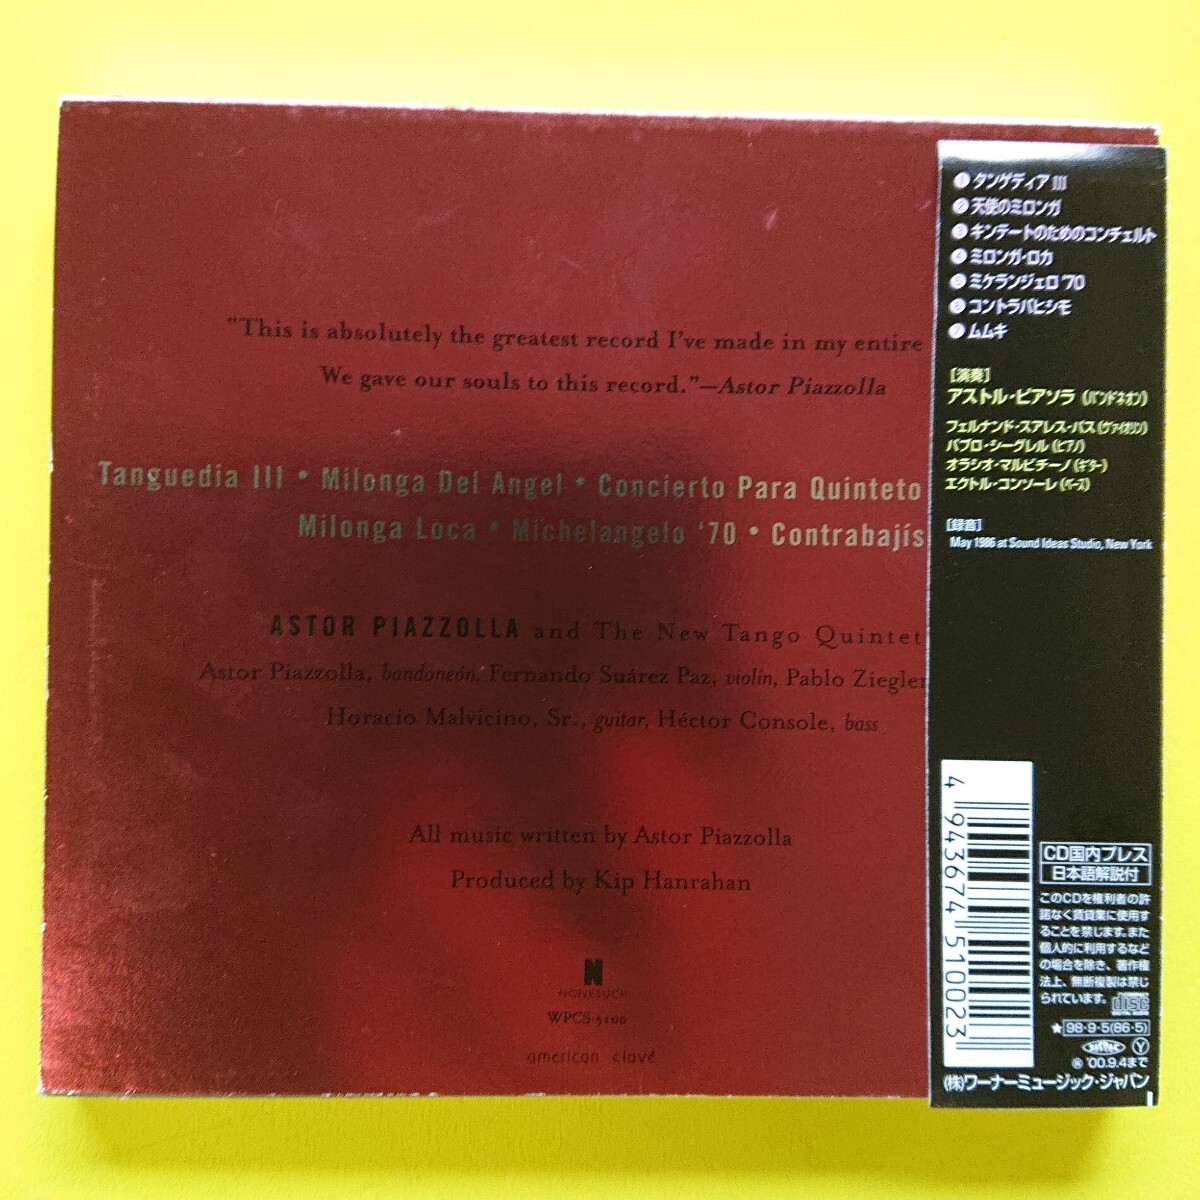 "This is absolutely the greatest record I've made in my entire
We gave our souls to this record."—Astor Piazzolla
Tanguedia III • Milonga Del Angel • Concierto Para Quinteto
Milonga Loca • Michelangelo '70 • Contrabajís
ASTOR PIAZZOLLA and The New Tango Quintet
Astor Piazzolla, bandoneón, Fernando Suárez Paz, violin, Pablo Ziegler
Horacio Malvicino, Sr., guitar, Héctor Console, bass
All music written by Astor Piazzolla
Produced by Kip Hanrahan
N
NONESUCH
WPCS-5100
american clavé
❶タンゲディア III
❷天使のミロンガ
❸キンテートのためのコンチェルト
❹ミロンガ・ロカ
❺ミケランジェロ '70
❻コントラバヒシモ
❼ムムキ
[演奏]
アストル・ピアソラ (バンドネオン)
フェルナンド・スアレス・パス (ヴァイオリン)
パブロ・シーグレル (ピアノ)
オラシオ・マルビチーノ (ギター)
エクトル・コンソーレ (ベース)
[録音]
May 1986 at Sound Ideas Studio, New York
4 943674 510023
CD国内プレス
日本語解説付
このCDを権利者の許
諾なく賃貸業に使用す
ることを禁じます。また
個人的に利用するなど
の場合を除き、著作権
法上、無断複製は禁じ
られています。
COMPACT disc DIGITAL AUDIO
★98・9・5(86・5)
Y
'00.9.4まで
(株)ワーナーミュージック・ジャパン